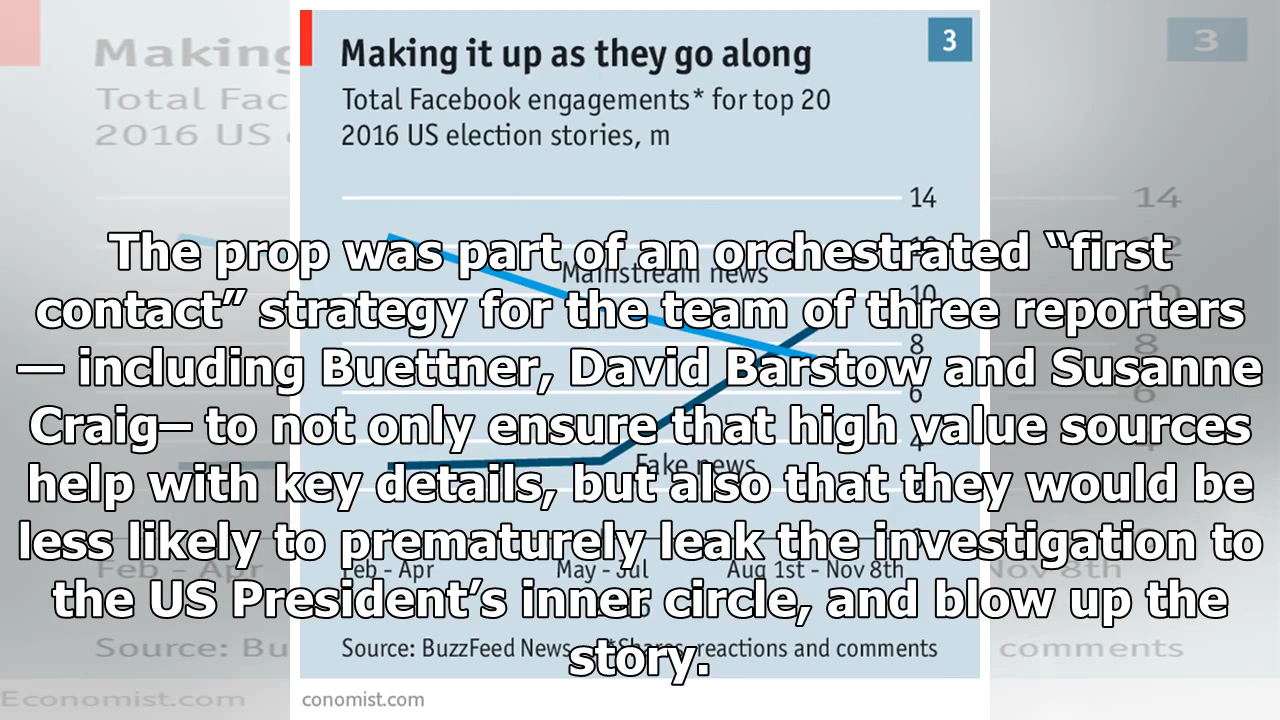 Making it up as they go along
3
Total Facebook engagements* for top 20
2016 US election stories, m
14
The prop was part of an orchestrated “first
Mainstream news
contact” strategy for the team of three reporters
10
8
— including Buettner, David Barstow and Susanne
6
Craig— to not only ensure that high value sources
4
Fake news
help with key details, but also that they would be
less likely to prematurely leak the investigation to
Feb - Apr May - Jul Aug 1st - Nov 8th
the US President’s inner circle, and blow up the
Source: BuzzFeed News *Shares, reactions and comments
story.
conomist.com